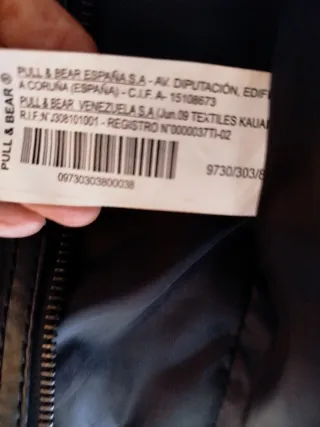 PULL & BEAR ®
PULL & BEAR ESPAÑA.S.A - AV. DIPUTACIÓN, EDIFI
A CORUÑA (ESPAÑA) - C.I.F. A- 15108673
PULL & BEAR VENEZUELA S.A (Jun.09 TEXTILES KAUAI
R.I.F.:N°J308101001 - REGISTRO N°0000037TI-02
9730/303/8
09730303800038